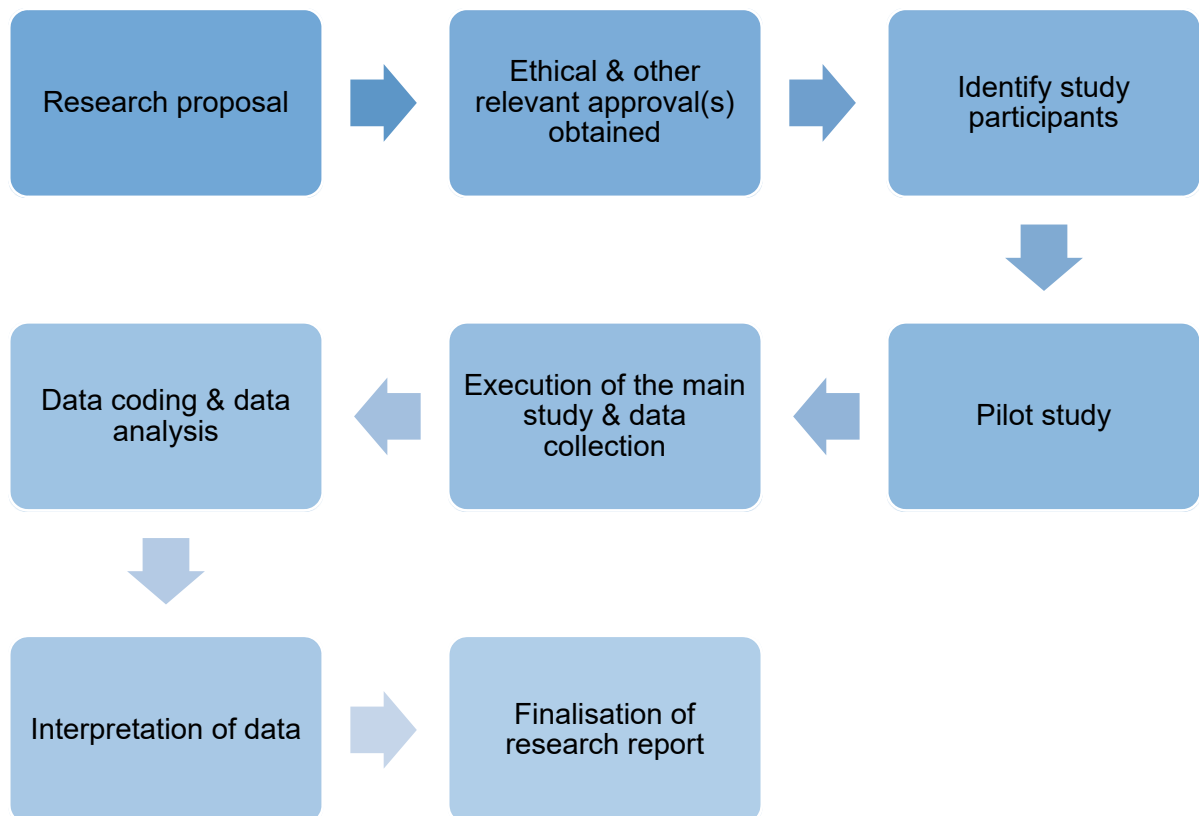 Research proposal
Ethical & other
relevant approval(s)
obtained
Identify study
participants
Pilot study
Execution of the main
study & data
collection
Data coding & data
analysis
Interpretation of data
Finalisation of
research report